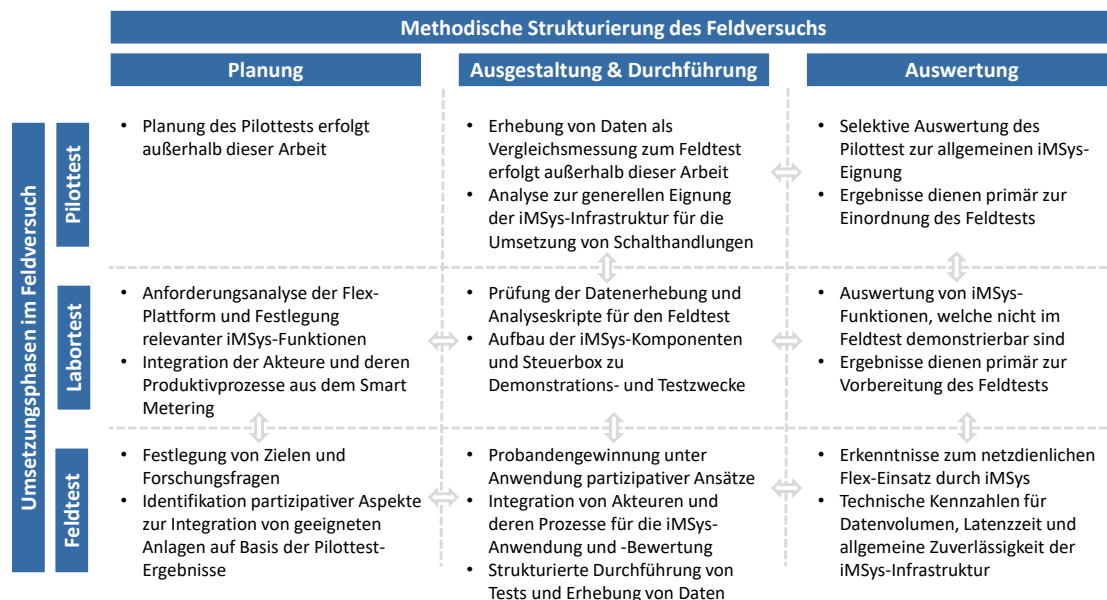 Methodische Strukturierung des Feldversuchs
Planung
Ausgestaltung & Durchführung
Auswertung
Umsetzungsphasen im Feldversuch
Pilottest
• Planung des Pilottests erfolgt
außerhalb dieser Arbeit
• Erhebung von Daten als
Vergleichsmessung zum Feldtest
erfolgt außerhalb dieser Arbeit
• Analyse zur generellen Eignung
der iMSys-Infrastruktur für die
Umsetzung von Schalthandlungen
• Selektive Auswertung des
Pilottest zur allgemeinen iMSys-
Eignung
• Ergebnisse dienen primär zur
Einordnung des Feldtests
Labortest
• Anforderungsanalyse der Flex-
Plattform und Festlegung
relevanter iMSys-Funktionen
• Integration der Akteure und deren
Produktivprozesse aus dem Smart
Metering
• Prüfung der Datenerhebung und
Analyseskripte für den Feldtest
• Aufbau der iMSys-Komponenten
und Steuerbox zu
Demonstrations- und Testzwecke
• Auswertung von iMSys-
Funktionen, welche nicht im
Feldtest demonstrierbar sind
• Ergebnisse dienen primär zur
Vorbereitung des Feldtests
Feldtest
• Festlegung von Zielen und
Forschungsfragen
• Identifikation partizipativer Aspekte
zur Integration von geeigneten
Anlagen auf Basis der Pilottest-
Ergebnisse
• Probandengewinnung unter
Anwendung partizipativer Ansätze
• Integration von Akteuren und
deren Prozesse für die iMSys-
Anwendung und -Bewertung
• Strukturierte Durchführung von
Tests und Erhebung von Daten
• Erkenntnisse zum netzdienlichen
Flex-Einsatz durch iMSys
• Technische Kennzahlen für
Datenvolumen, Latenzzeit und
allgemeine Zuverlässigkeit der
iMSys-Infrastruktur